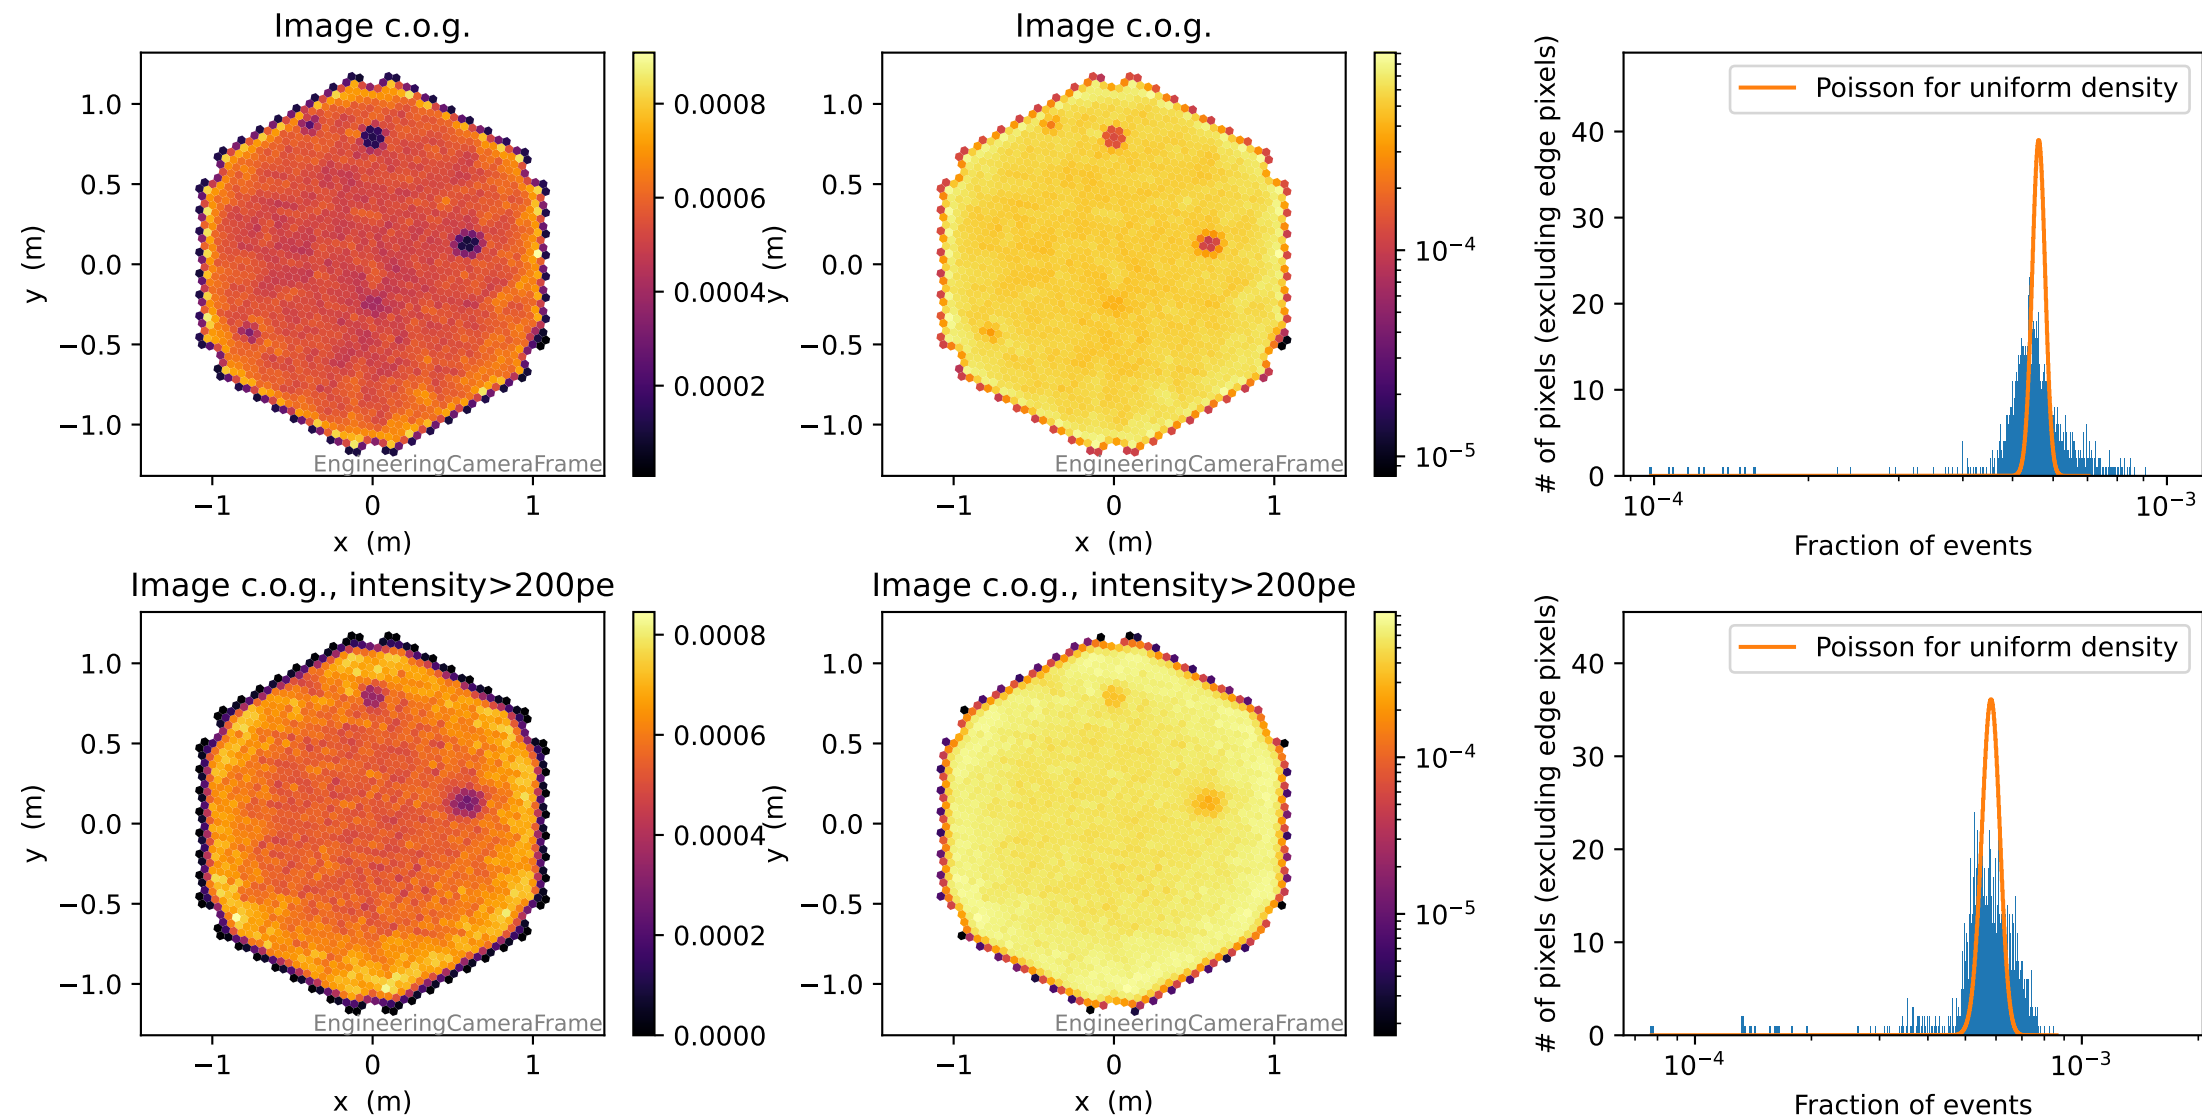 Image c.o.g.
1.0
0.5
0.0
−0.5
−1.0
y (m)
−1 0 1
x (m)
EngineeringCameraFrame
0.0008
0.0006
0.0004
0.0002
Image c.o.g.
1.0
0.5
0.0
−0.5
−1.0
y (m)
−1 0 1
x (m)
EngineeringCameraFrame
10⁻⁴
10⁻⁵
Poisson for uniform density
# of pixels (excluding edge pixels)
40
30
20
10
0
10⁻⁴ 10⁻³
Fraction of events
Image c.o.g., intensity>200pe
1.0
0.5
0.0
−0.5
−1.0
y (m)
−1 0 1
x (m)
EngineeringCameraFrame
0.0008
0.0006
0.0004
0.0002
0.0000
Image c.o.g., intensity>200pe
1.0
0.5
0.0
−0.5
−1.0
y (m)
−1 0 1
x (m)
EngineeringCameraFrame
10⁻⁴
10⁻⁵
Poisson for uniform density
# of pixels (excluding edge pixels)
40
30
20
10
0
10⁻⁴ 10⁻³
Fraction of events